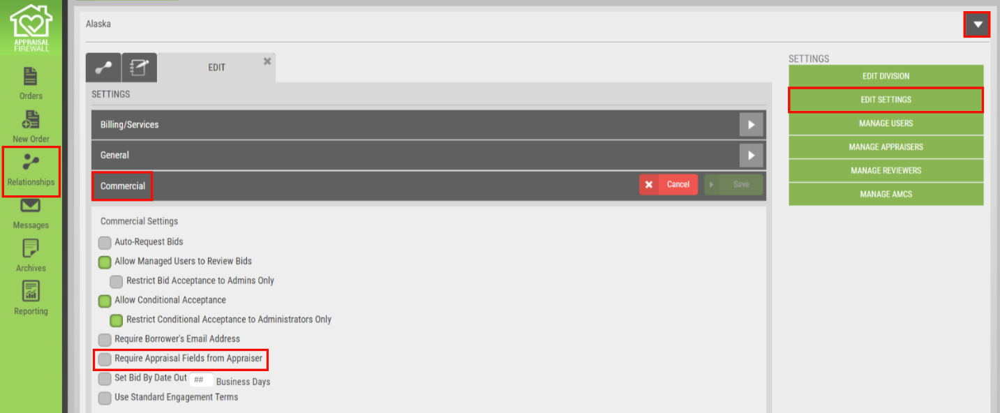 APPRAISAL
FIREWALL
Orders
New Order
Relationships
Messages
Archives
Reporting
Alaska
EDIT
SETTINGS
Billing/Services
General
Commercial
Cancel
Save
Commercial Settings
Auto-Request Bids
Allow Managed Users to Review Bids
Restrict Bid Acceptance to Admins Only
Allow Conditional Acceptance
Restrict Conditional Acceptance to Administrators Only
Require Borrower's Email Address
Require Appraisal Fields from Appraiser
Set Bid By Date Out ## Business Days
Use Standard Engagement Terms
SETTINGS
EDIT DIVISION
EDIT SETTINGS
MANAGE USERS
MANAGE APPRAISERS
MANAGE REVIEWERS
MANAGE AMCS